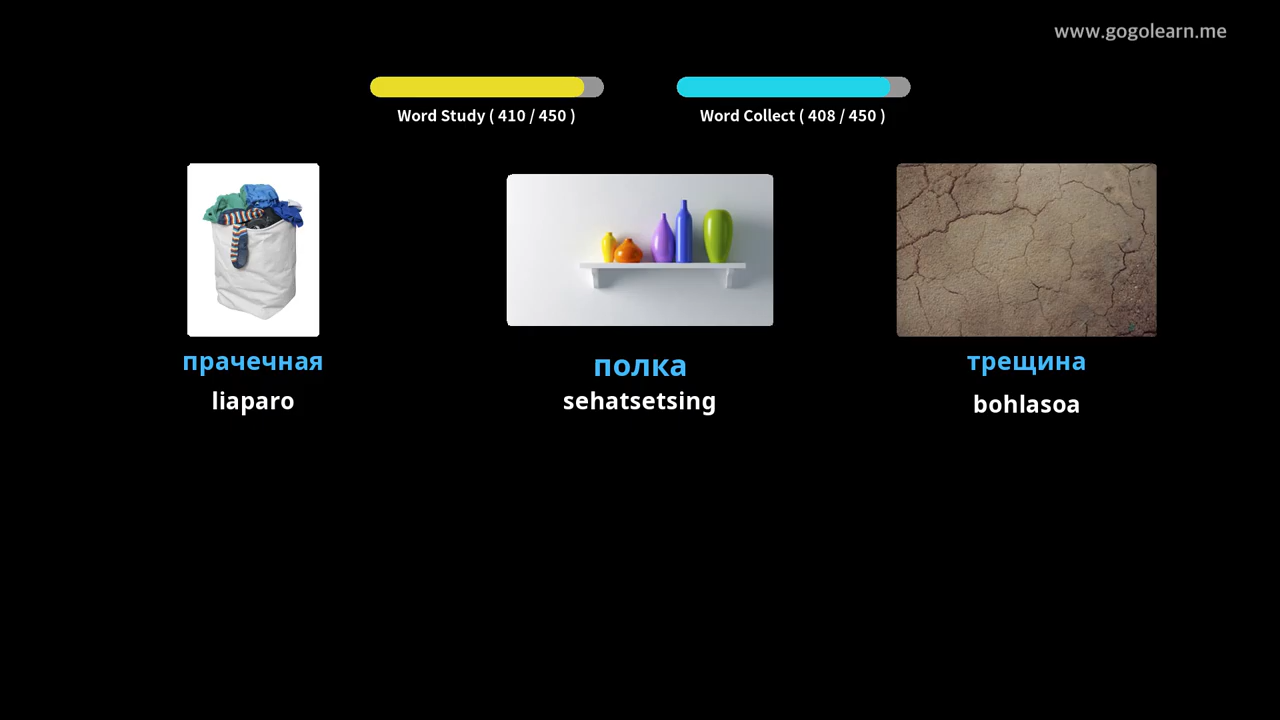 www.gogolearn.me
Word Study ( 410 / 450 )
Word Collect ( 408 / 450 )
прачечная
liaparo
полка
sehatsetsing
трещина
bohlasoa